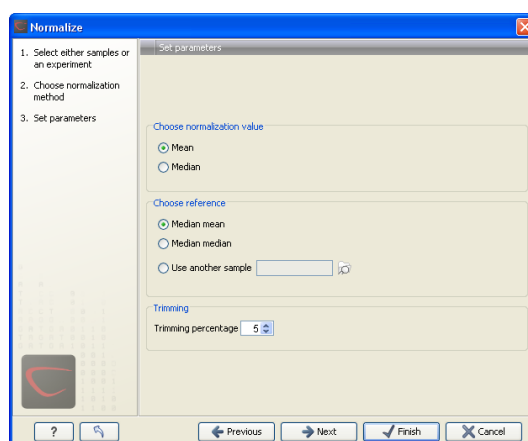 Normalize
1. Select either samples or
an experiment
2. Choose normalization
method
3. Set parameters
Set parameters
Choose normalization value
Mean
Median
Choose reference
Median mean
Median median
Use another sample
Trimming
Trimming percentage 5
? Previous Next Finish Cancel